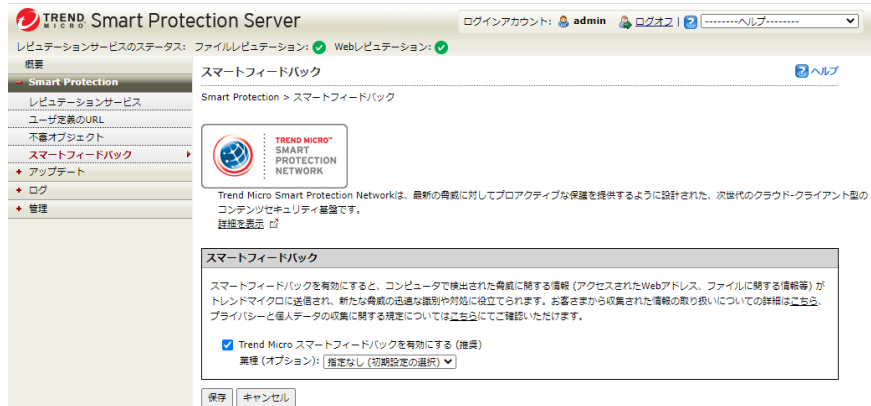 TREND MICRO Smart Protection Server
ログインアカウント: admin ログオフ | --------ヘルプ--------
レピュテーションサービスのステータス: ファイルレピュテーション: Webレピュテーション:
概要
− Smart Protection
レピュテーションサービス
ユーザ定義のURL
不審オブジェクト
スマートフィードバック
+ アップデート
+ ログ
+ 管理
スマートフィードバック
ヘルプ
Smart Protection > スマートフィードバック
TREND MICRO™
SMART
PROTECTION
NETWORK
Trend Micro Smart Protection Networkは、最新の脅威に対してプロアクティブな保護を提供するように設計された、次世代のクラウド-クライアント型の
コンテンツセキュリティ基盤です。
詳細を表示
スマートフィードバック
スマートフィードバックを有効にすると、コンピュータで検出された脅威に関する情報 (アクセスされたWebアドレス、ファイルに関する情報等) が
トレンドマイクロに送信され、新たな脅威の迅速な識別や対処に役立てられます。お客さまから収集された情報の取り扱いについての詳細はこちら、
プライバシーと個人データの収集に関する規定についてはこちらにてご確認いただけます。
Trend Micro スマートフィードバックを有効にする (推奨)
業種 (オプション): 指定なし (初期設定の選択)
保存 キャンセル